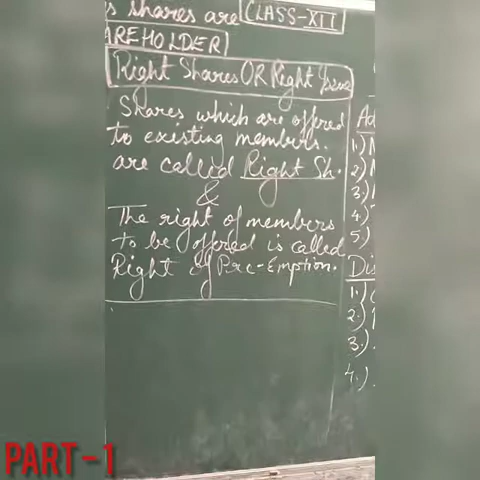 s shares are CLASS-XII
AREHOLDER
Right Shares OR Right Issue
Shares which are offered
to existing members.
are called Right Sh.
&
The right of members
to be offered is called
Right of Pre-Emption.
Ad
1.)
2.)
3.)
4.)
5.)
Dis
1.)
2.)
3.)
4.)
PART-1